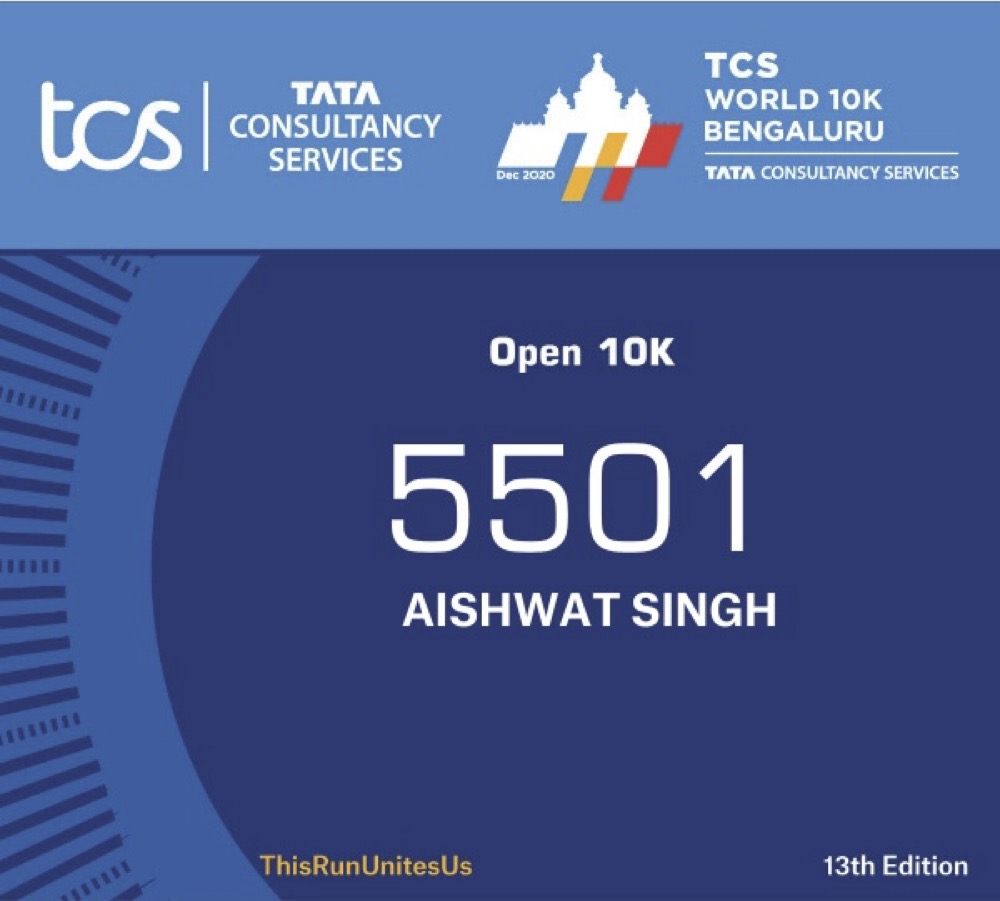 tcs
TATA
CONSULTANCY
SERVICES
Dec 2020
TCS
WORLD 10K
BENGALURU
TATA CONSULTANCY SERVICES
Open 10K
5501
AISHWAT SINGH
ThisRunUnitesUs
13th Edition